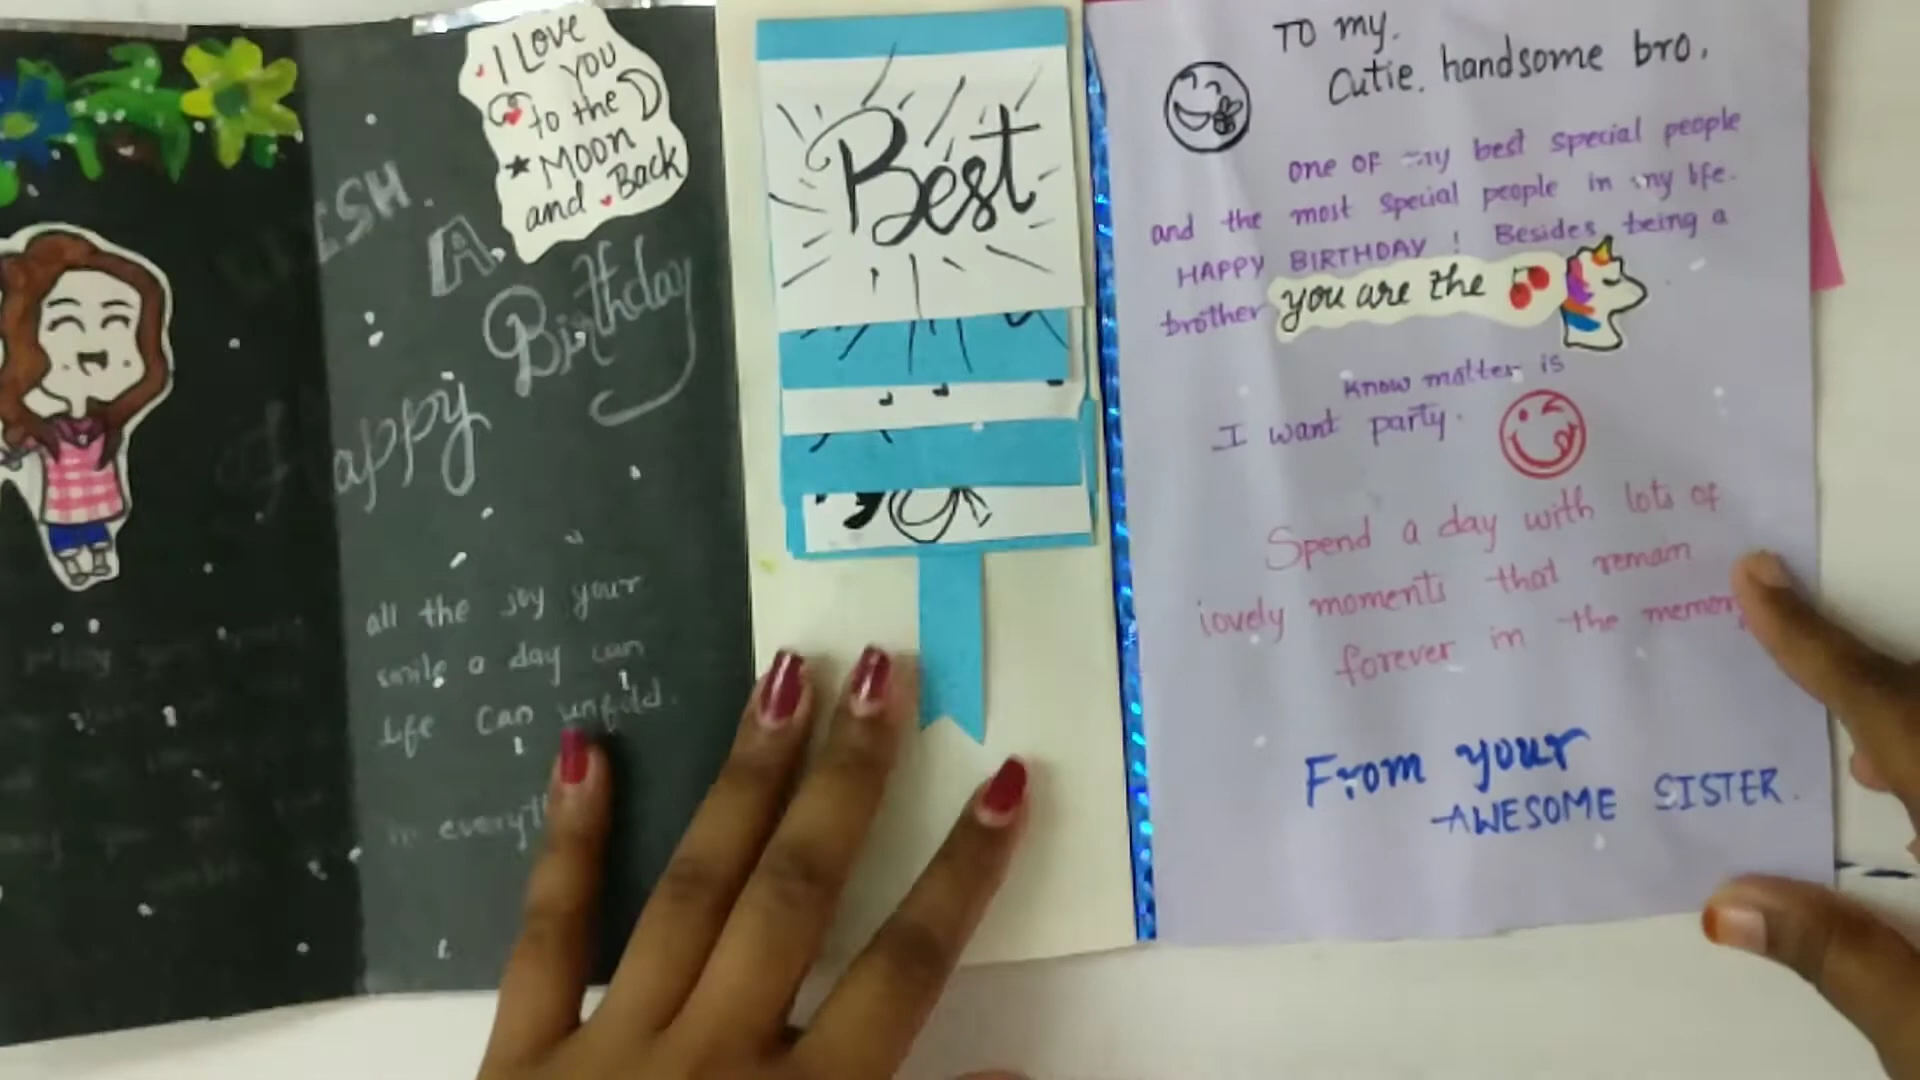 I Love
you
to the
Moon
and Back
ISH.
A
Birthday
Happy
all the joy your
smile a day can
Life can unfold.
in everyt
Best
To my.
Cutie. handsome bro.
one of my best special people
and the most special people in my life.
HAPPY BIRTHDAY! Besides being a
brother you are the
Know matter is
I want party.
Spend a day with lots of
lovely moments that remain
forever in the memory
From your
-AWESOME SISTER.